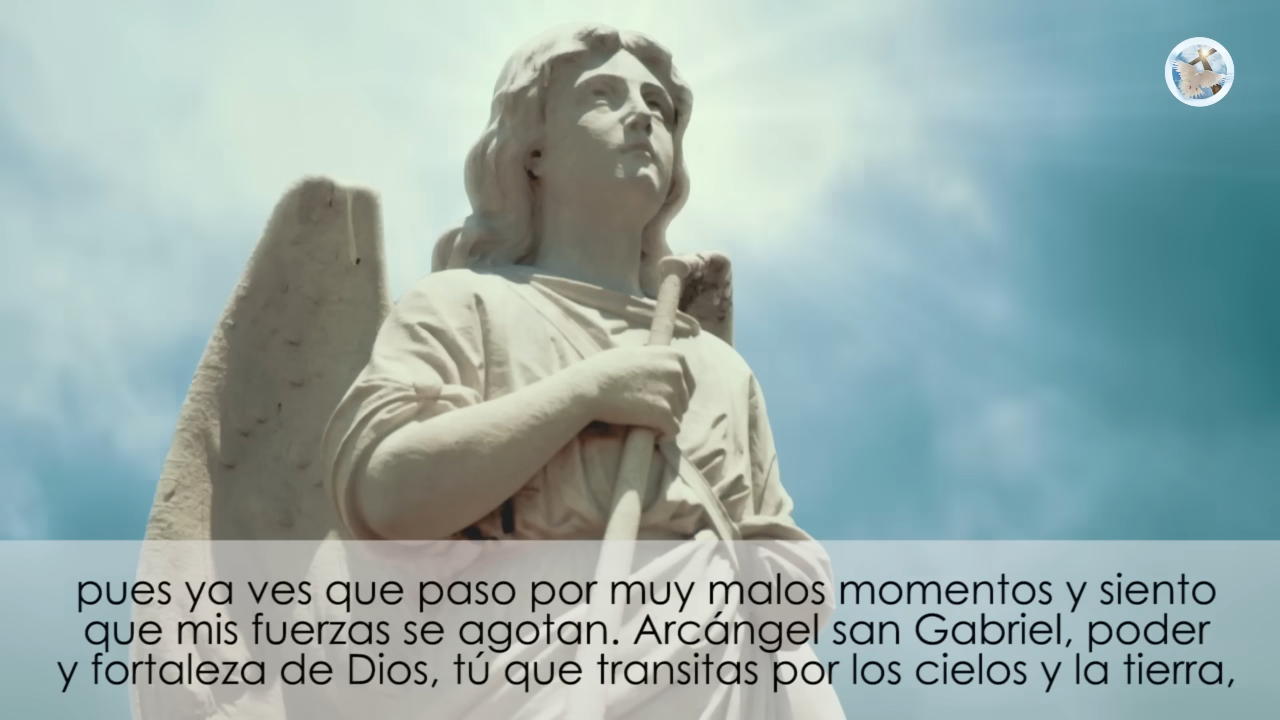 pues ya ves que paso por muy malos momentos y siento
que mis fuerzas se agotan. Arcángel san Gabriel, poder
y fortaleza de Dios, tú que transitas por los cielos y la tierra,